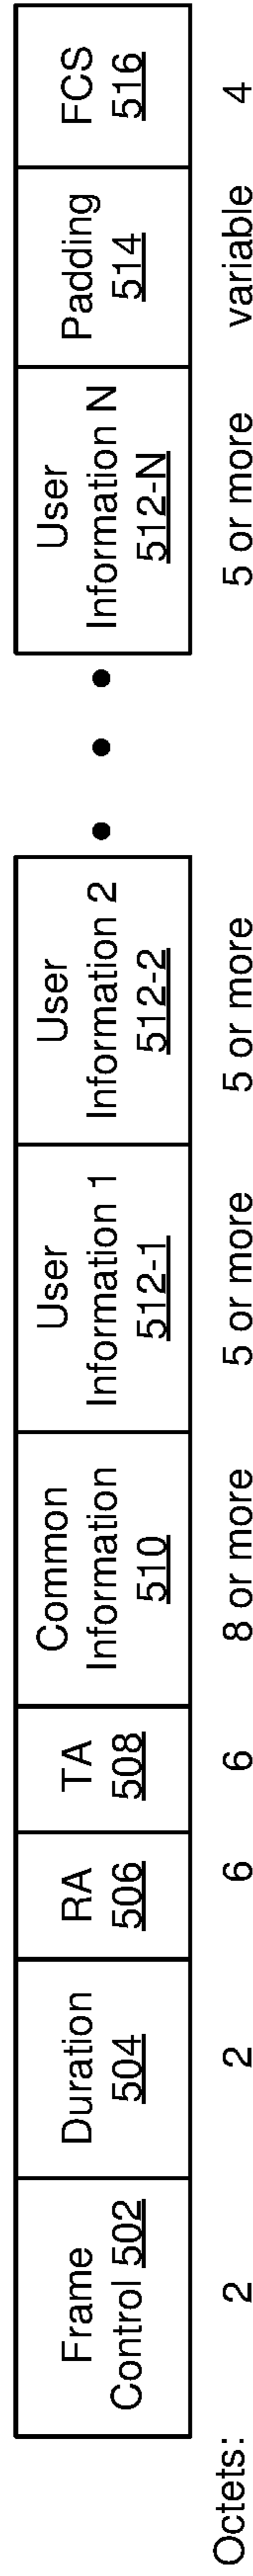 Frame
Control 502
Duration
504
RA
506
TA
508
Common
Information
510
User
Information 1
512-1
User
Information 2
512-2
User
Information N
512-N
Padding
514
FCS
516
Octets:
2
2
6
6
8 or more
5 or more
5 or more
5 or more
variable
4